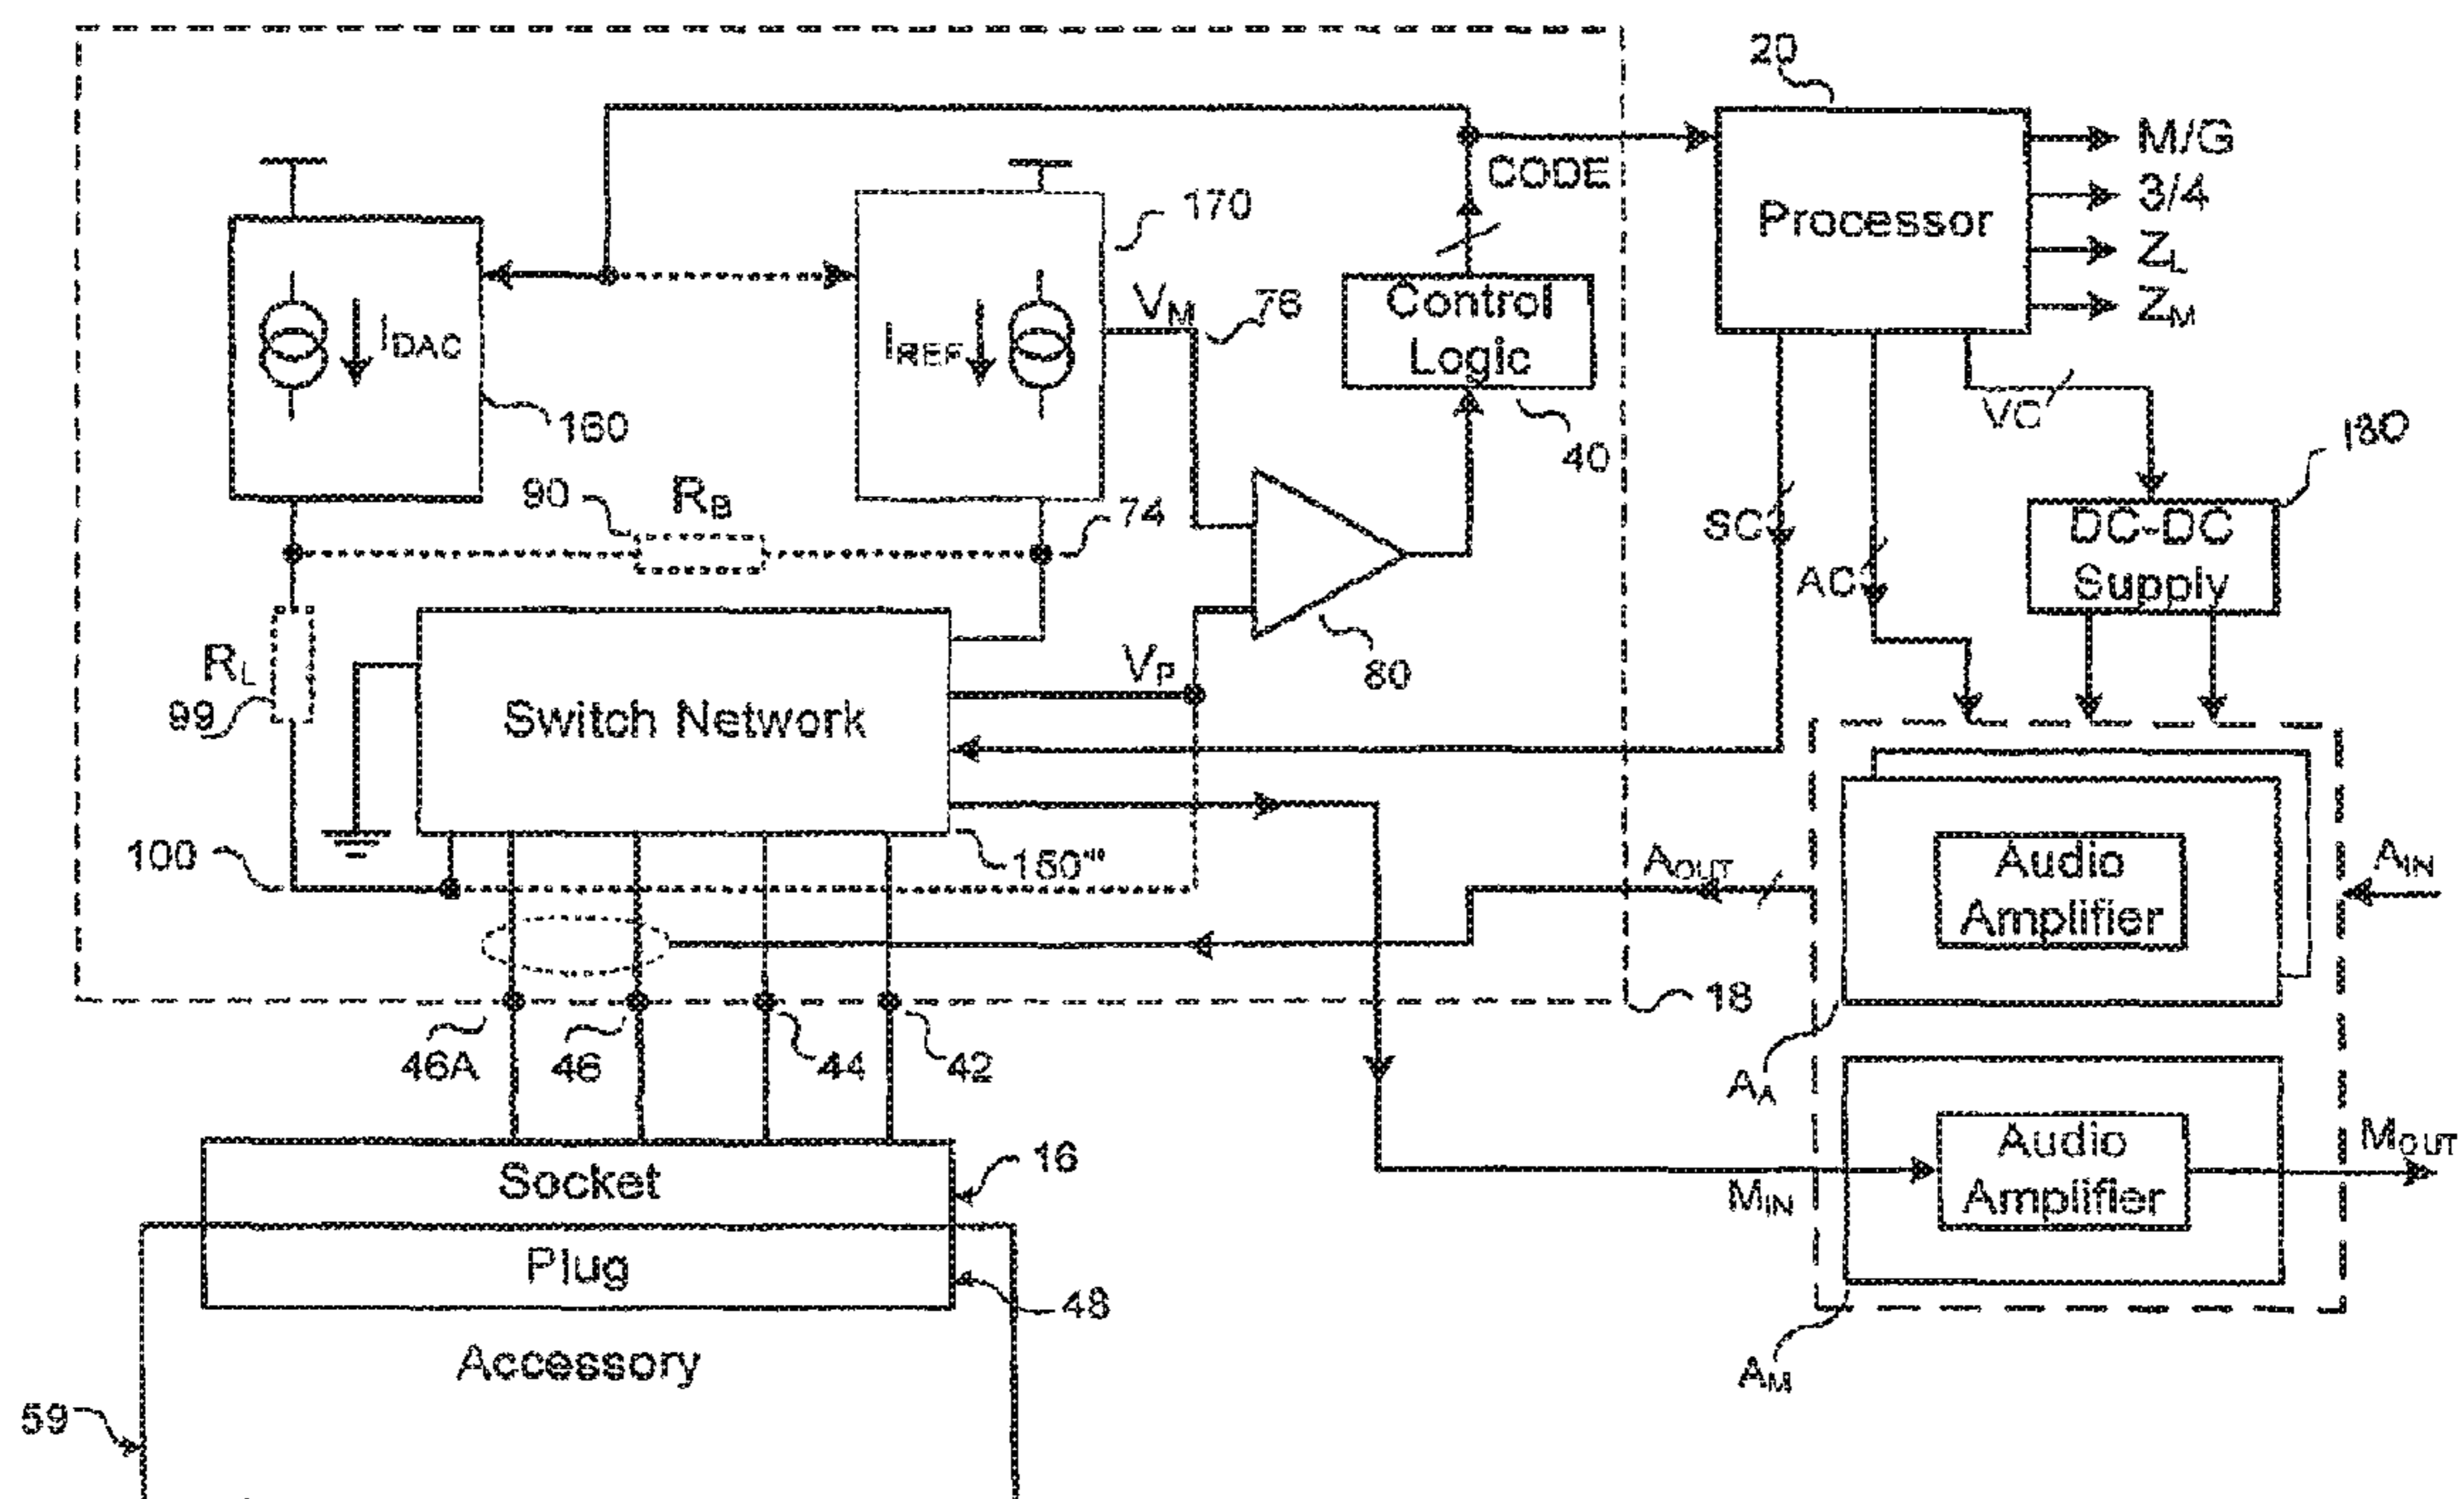 20
M/G
3/4
ZL
ZM
CODE
Processor
170
VM
76
Control
Logic
40
IDAC
IREF
160
VC
180
90
RB
74
SC
AC
DC-DC
Supply
RL
99
VP
80
Switch Network
100
150'''
AOUT
AIN
Audio
Amplifier
18
46A
46
44
42
AA
Socket
16
Plug
48
MIN
Audio
Amplifier
MOUT
AM
Accessory
59